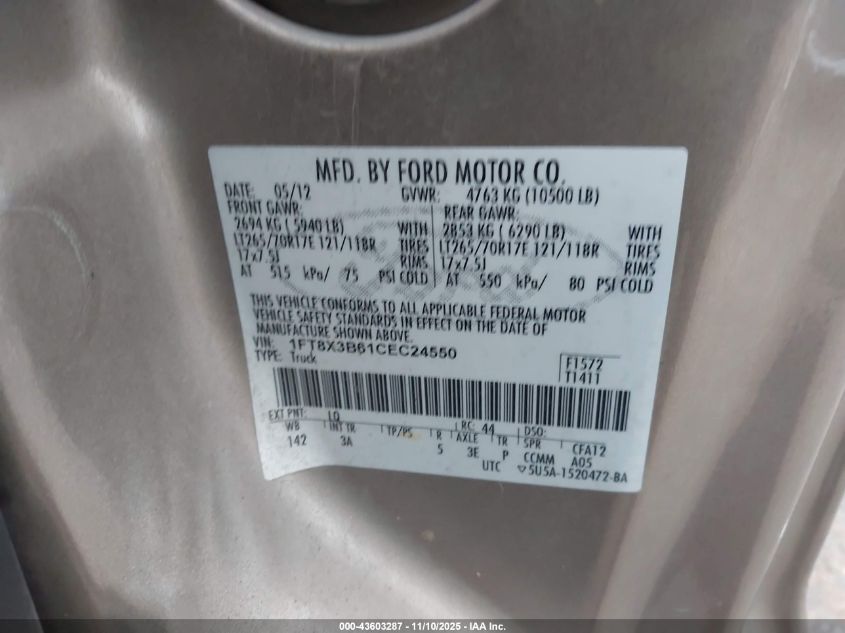 MFD. BY FORD MOTOR CO.
DATE: 05/12 GVWR: 4763 KG (10500 LB)
FRONT GAWR: REAR GAWR:
2694 KG ( 5940 LB) WITH 2853 KG ( 6290 LB) WITH
LT265/70R17E 121/118R TIRES LT265/70R17E 121/118R TIRES
17x7.5J RIMS 17x7.5J RIMS
AT 515 kPa/ 75 PSI COLD AT 550 kPa/ 80 PSI COLD
THIS VEHICLE CONFORMS TO ALL APPLICABLE FEDERAL MOTOR
VEHICLE SAFETY STANDARDS IN EFFECT ON THE DATE OF
MANUFACTURE SHOWN ABOVE.
VIN: 1FT8X3B61CEC24550
TYPE: Truck
F1572
T1411
EXT PNT: LQ RC: 44 DSO:
WB INT TR TP/PS R AXLE TR SPR CFA12
142 3A 5 3E P CCMM A05
UTC 5U5A-1520472-BA
000-43603287 - 11/10/2025 - IAA Inc.